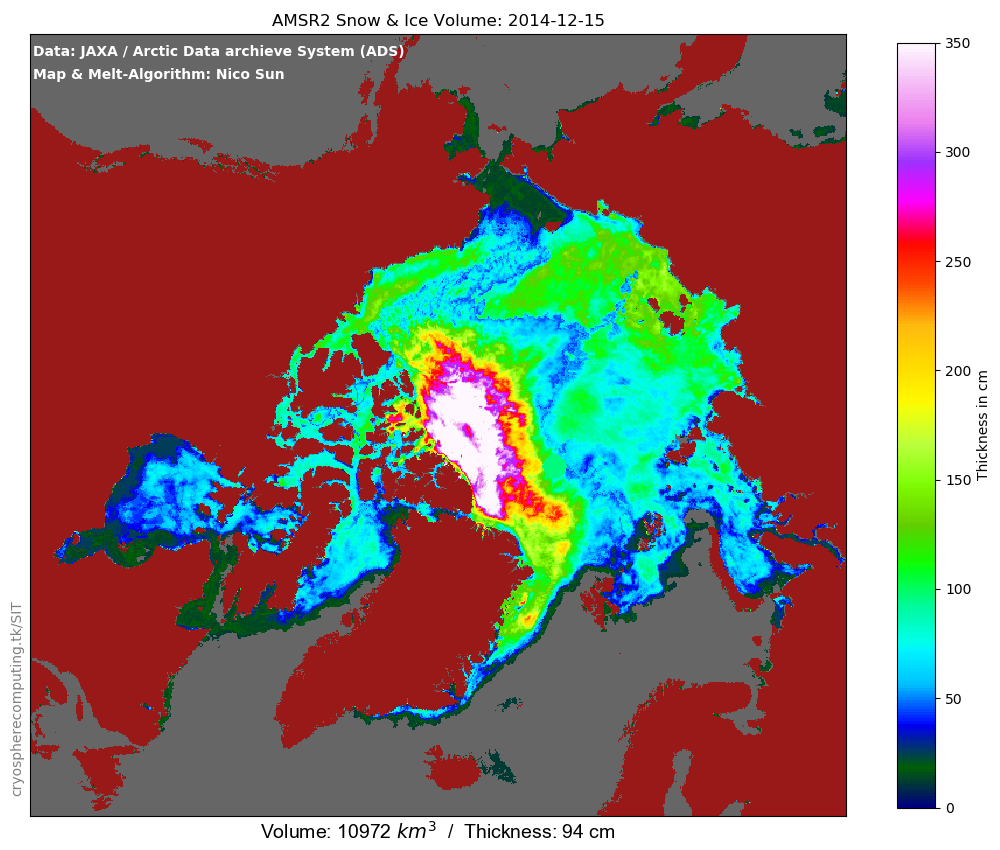 AMSR2 Snow & Ice Volume: 2014-12-15
Data: JAXA / Arctic Data archieve System (ADS)
Map & Melt-Algorithm: Nico Sun
350
300
250
200
150
100
50
0
Thickness in cm
cryospherecomputing.tk/SIT
Volume: 10972 km³ / Thickness: 94 cm